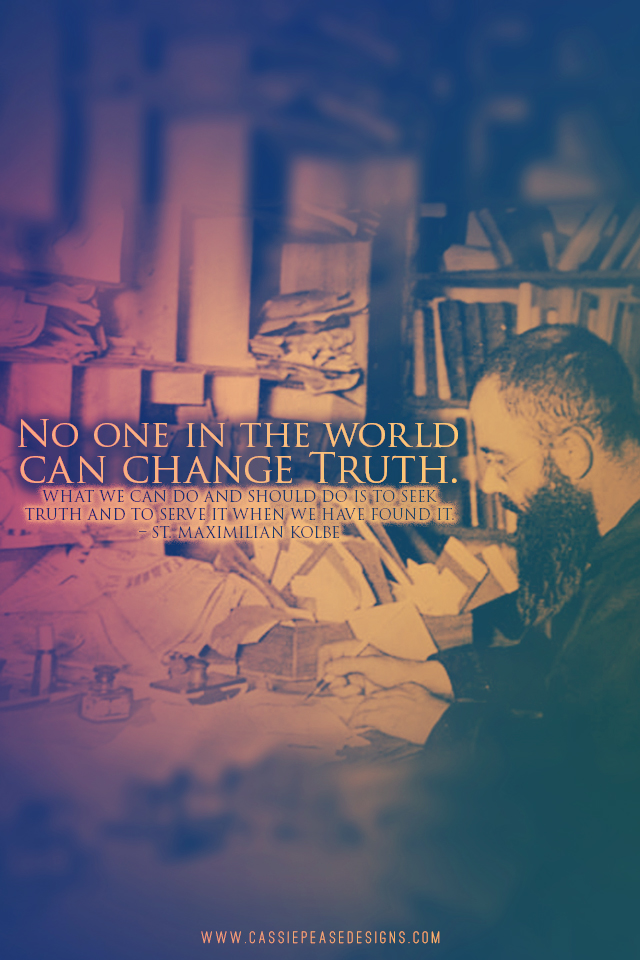 No one in the world
can change Truth.
what we can do and should do is to seek
truth and to serve it when we have found it.
– St. Maximilian Kolbe
www.cassiepeasedesigns.com